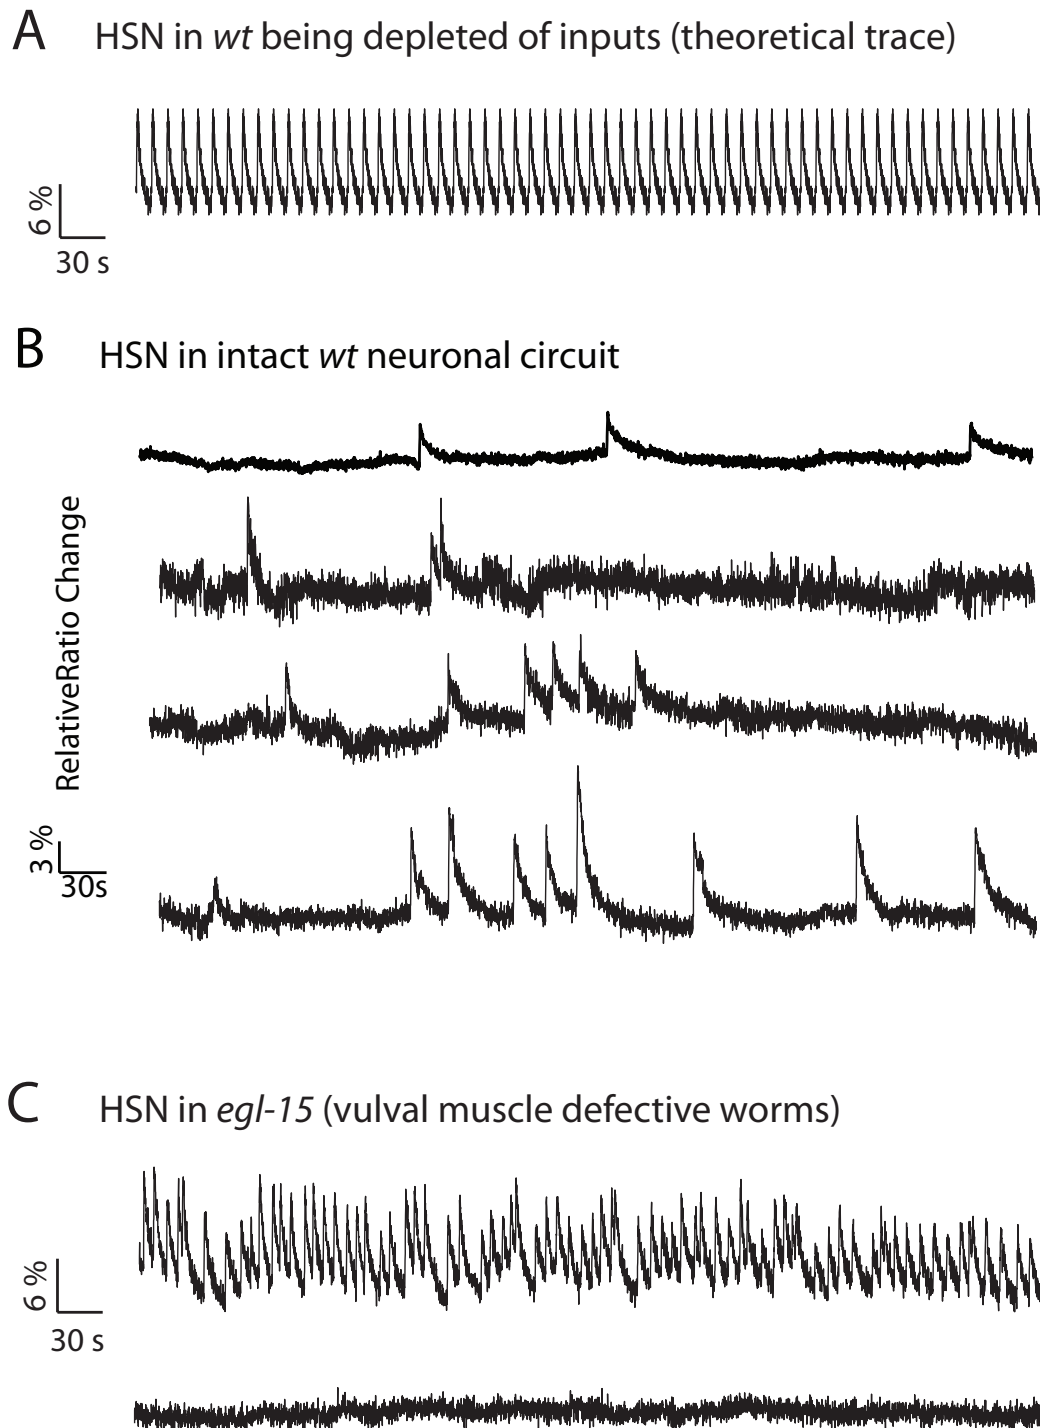 A HSN in wt being depleted of inputs (theoretical trace)
6 %
30 s
B HSN in intact wt neuronal circuit
RelativeRatio Change
3 %
30s
C HSN in egl-15 (vulval muscle defective worms)
6 %
30 s